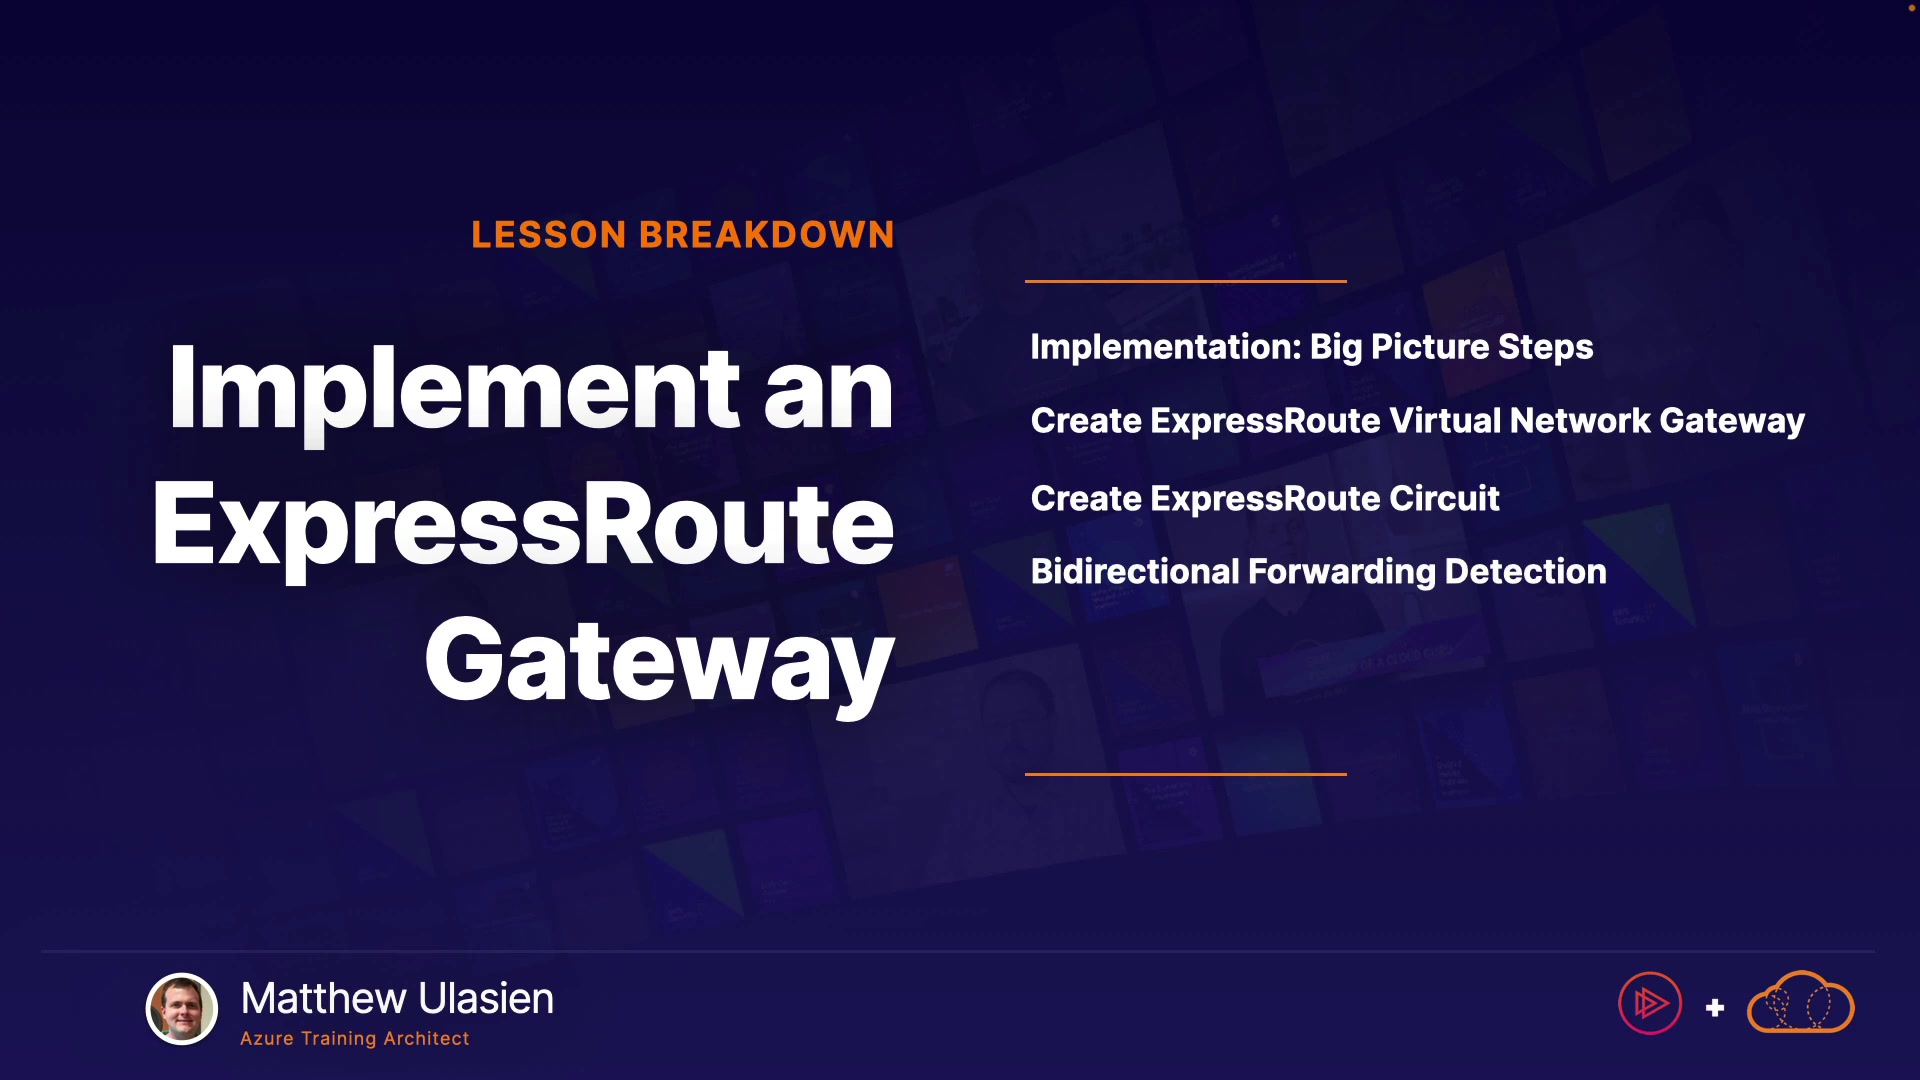 LESSON BREAKDOWN
Implement an
ExpressRoute
Gateway
Implementation: Big Picture Steps
Create ExpressRoute Virtual Network Gateway
Create ExpressRoute Circuit
Bidirectional Forwarding Detection
Matthew Ulasien
Azure Training Architect